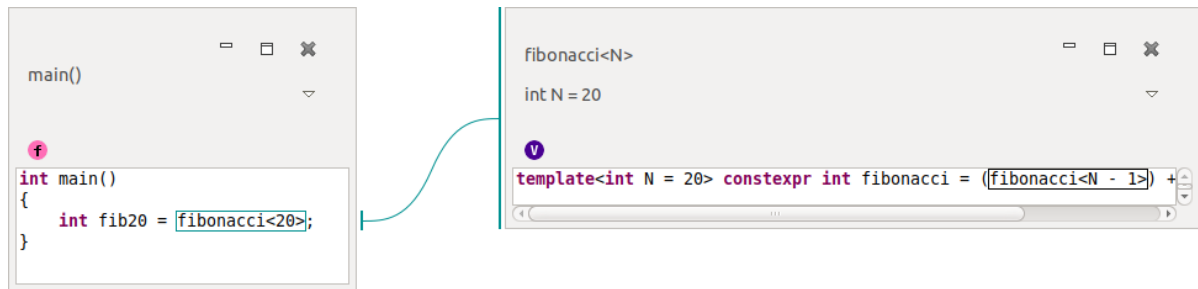 main()
f
int main()
{
    int fib20 = fibonacci<20>;
}
fibonacci<N>
int N = 20
V
template<int N = 20> constexpr int fibonacci = (fibonacci<N - 1>) +